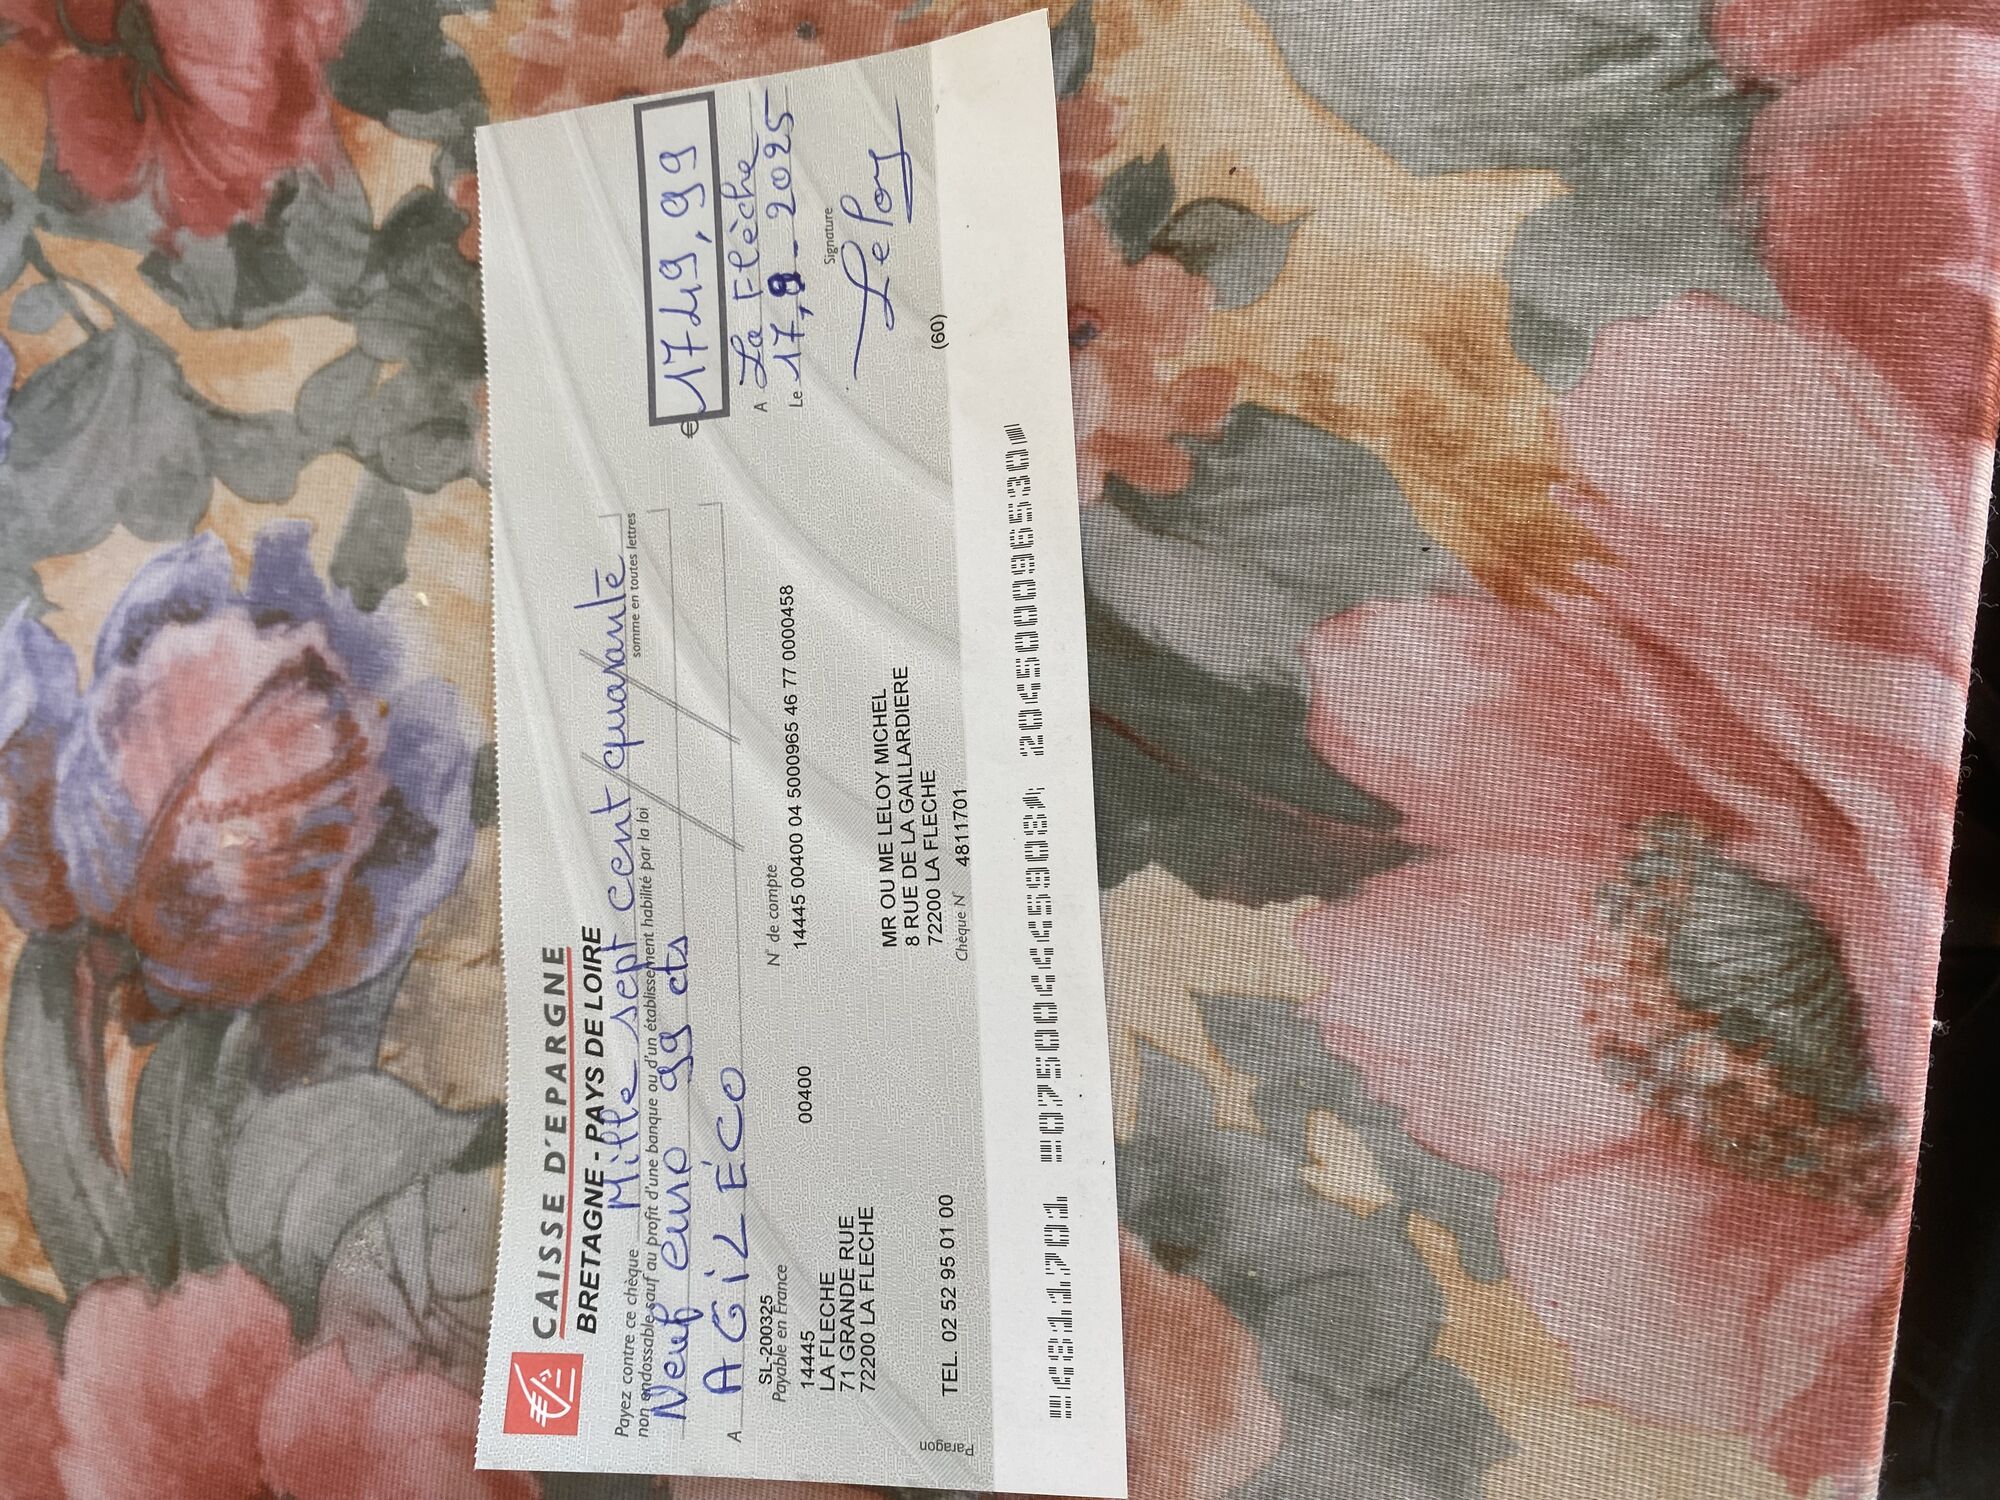 CAISSE D'EPARGNE
BRETAGNE - PAYS DE LOIRE
Payez contre ce chèque Mille sept cent quarante
non endossable sauf au profit d'une banque ou d'un établissement habilité par la loi
somme en toutes lettres
Neuf euro 99 cts
€ 1749,99
A AGiL ÉCO
A La Flèche
Le 17, 8 - 2025
SL-200325
Payable en France
N° de compte
14445 00400 14445 00400 04 5000965 46 77 0000458
Signature
LA FLECHE
71 GRANDE RUE
72200 LA FLECHE
MR OU ME LELOY MICHEL
8 RUE DE LA GAILLARDIERE
72200 LA FLECHE
TEL. 02 52 95 01 00
Chèque N° 4811701
(60)
Paragon
4811701